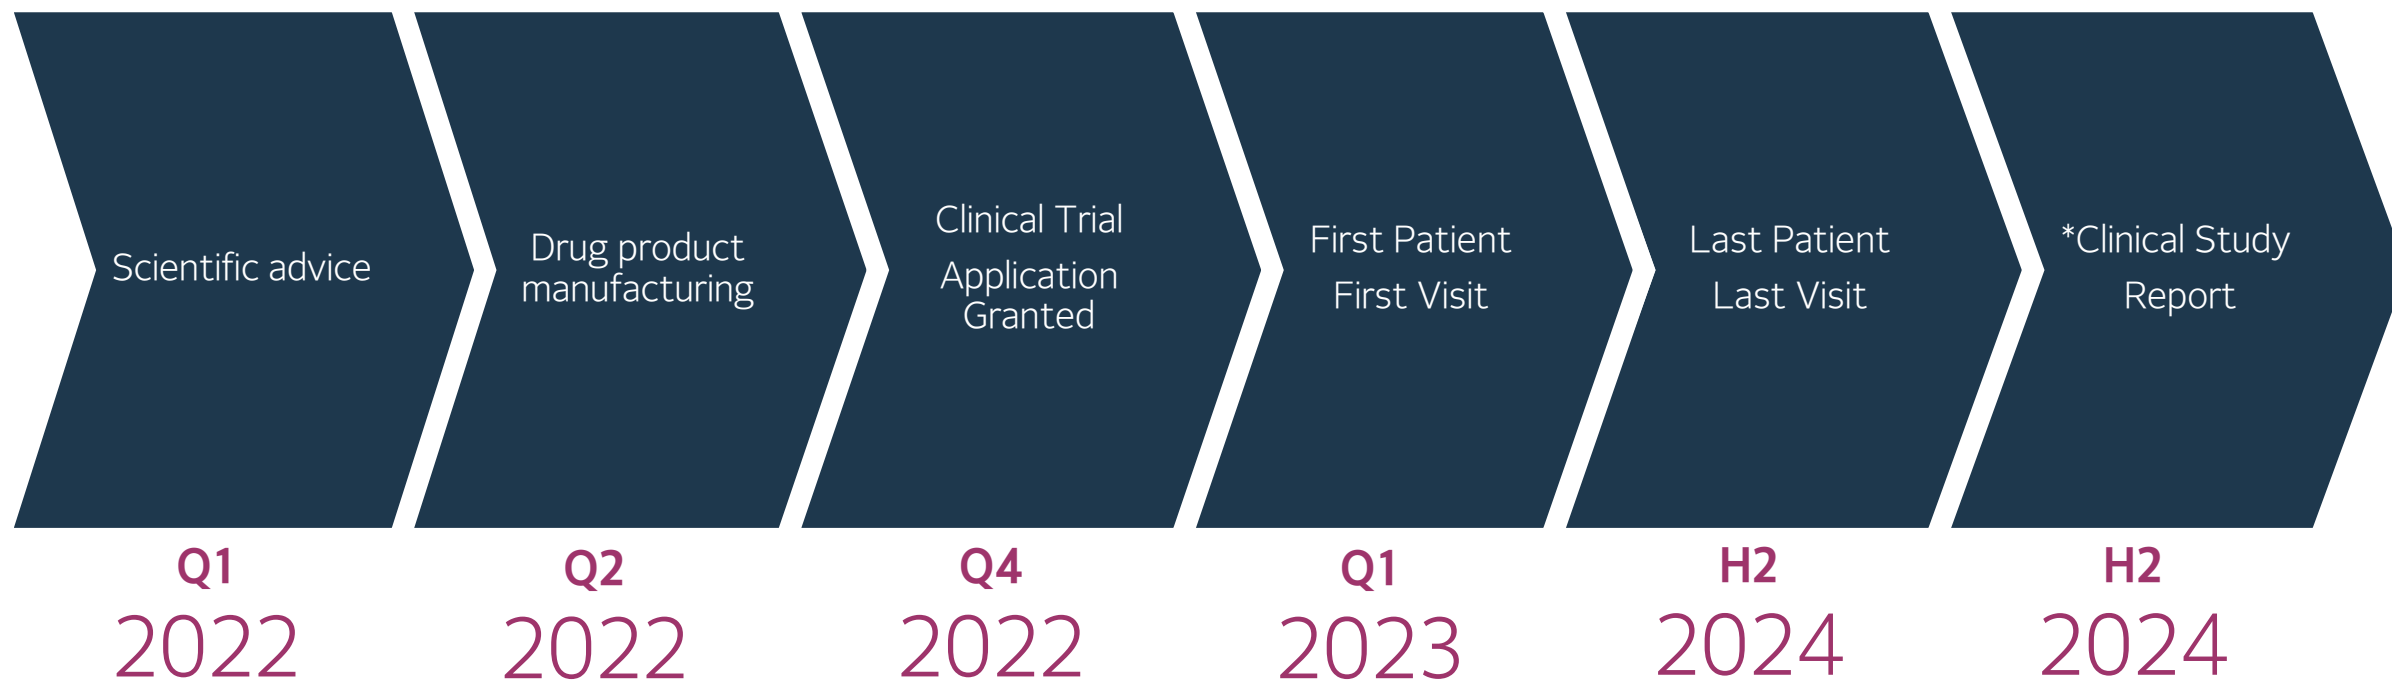 Scientific advice
Drug product
manufacturing
Clinical Trial
Application
Granted
First Patient
First Visit
Last Patient
Last Visit
*Clinical Study
Report
Q1
2022
Q2
2022
Q4
2022
Q1
2023
H2
2024
H2
2024